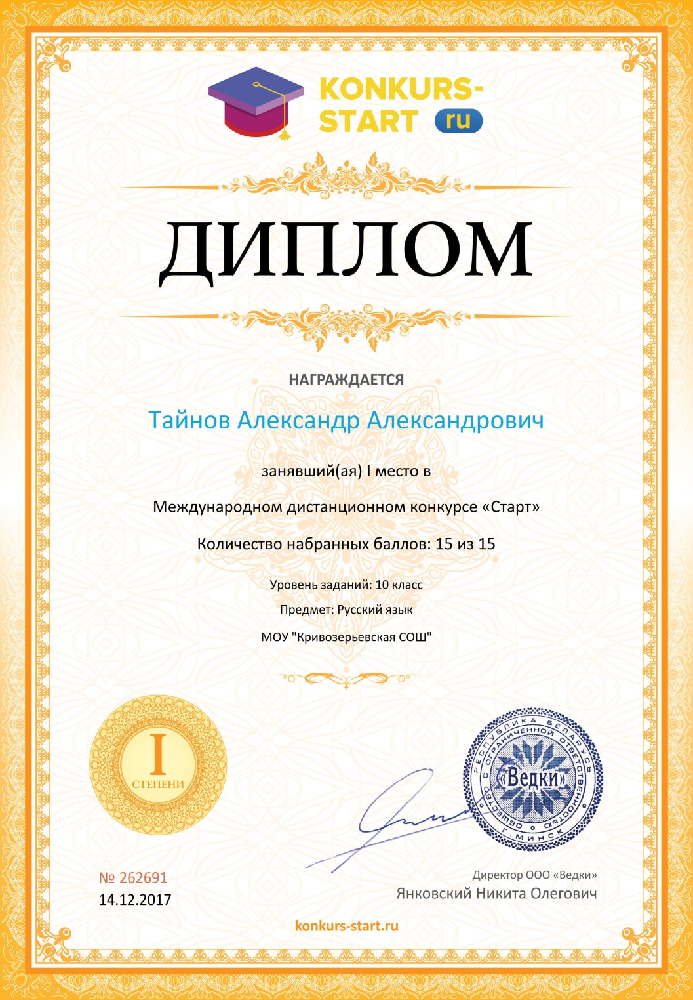 KONKURS-
START ru
ДИПЛОМ
НАГРАЖДАЕТСЯ
Тайнов Александр Александрович
занявший(ая) I место в
Международном дистанционном конкурсе «Старт»
Количество набранных баллов: 15 из 15
Уровень заданий: 10 класс
Предмет: Русский язык
МОУ "Кривозерьевская СОШ"
I
СТЕПЕНИ
РЕСПУБЛИКА БЕЛАРУСЬ
ОБЩЕСТВО С ОГРАНИЧЕННОЙ ОТВЕТСТВЕННОСТЬЮ
«Ведки»
Г. МИНСК
№ 262691
14.12.2017
Директор ООО «Ведки»
Янковский Никита Олегович
konkurs-start.ru